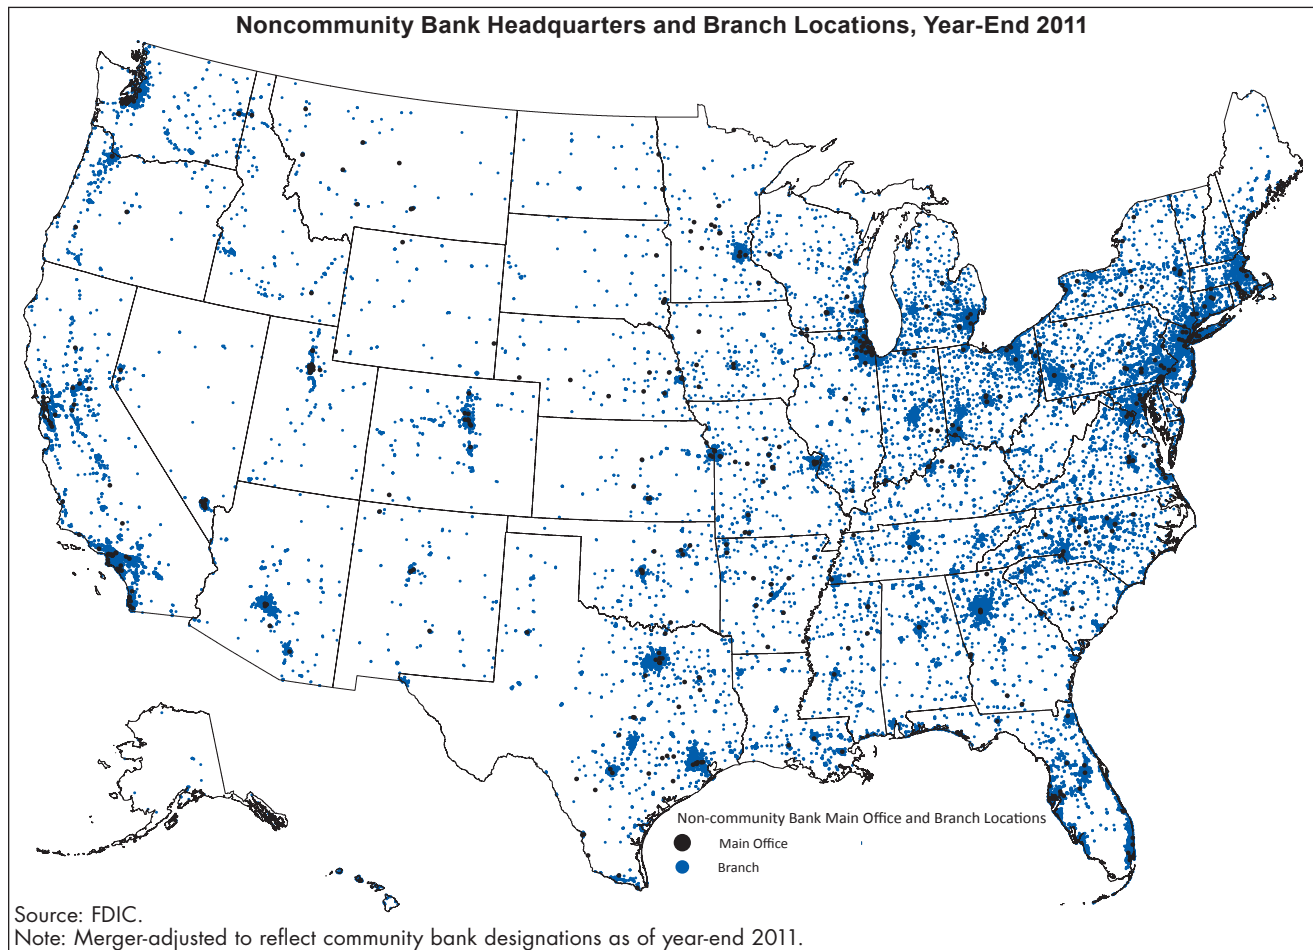 Noncommunity Bank Headquarters and Branch Locations, Year-End 2011
Non-community Bank Main Office and Branch Locations
Main Office
Branch
Source: FDIC.
Note: Merger-adjusted to reflect community bank designations as of year-end 2011.